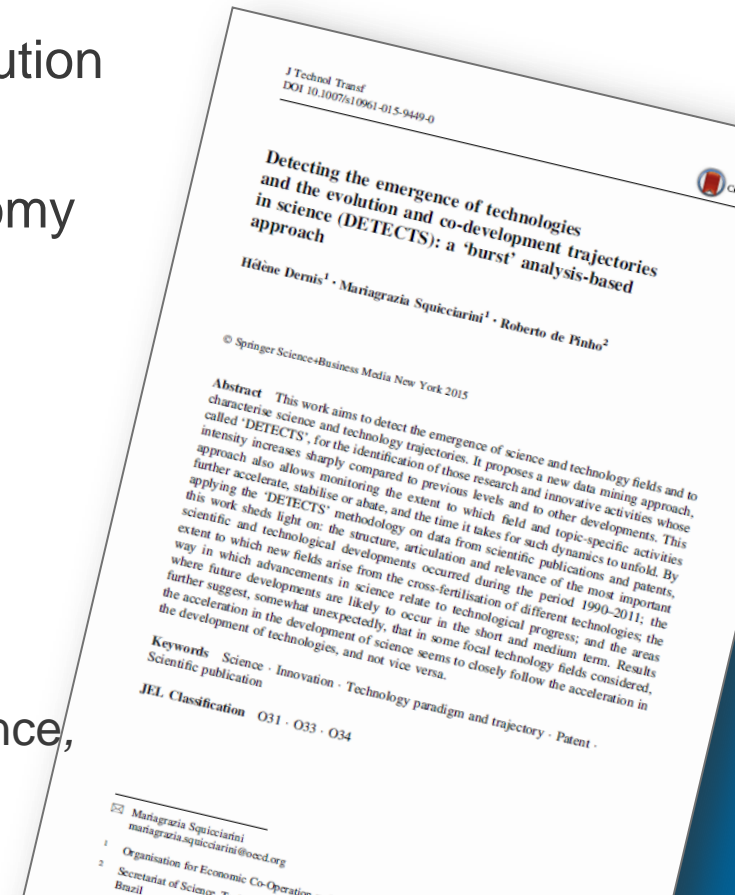 ution
omy
nce,
J Technol Transf
DOI 10.1007/s10961-015-9449-0
Detecting the emergence of technologies
and the evolution and co-development trajectories
in science (DETECTS): a ‘burst’ analysis-based
approach
Hélène Dernis¹ · Mariagrazia Squicciarini¹ · Roberto de Pinho²
© Springer Science+Business Media New York 2015
Abstract This work aims to detect the emergence of science and technology fields and to
characterise science and technology trajectories. It proposes a new data mining approach,
called ‘DETECTS’, for the identification of those research and innovative activities whose
intensity increases sharply compared to previous levels and to other developments. This
approach also allows monitoring the extent to which field and topic-specific activities
further accelerate, stabilise or abate, and the time it takes for such dynamics to unfold. By
applying the ‘DETECTS’ methodology on data from scientific publications and patents,
this work sheds light on: the structure, articulation and relevance of the most important
scientific and technological developments occurred during the period 1990–2011; the
extent to which new fields arise from the cross-fertilisation of different technologies; the
way in which advancements in science relate to technological progress; and the areas
where future developments are likely to occur in the short and medium term. Results
further suggest, somewhat unexpectedly, that in some focal technology fields considered,
the acceleration in the development of science seems to closely follow the acceleration in
the development of technologies, and not vice versa.
Keywords Science · Innovation · Technology paradigm and trajectory · Patent ·
Scientific publication
JEL Classification O31 · O33 · O34
Mariagrazia Squicciarini
mariagrazia.squicciarini@oecd.org
1 Organisation for Economic Co-Operation
2 Secretariat of Science, T
Brazil